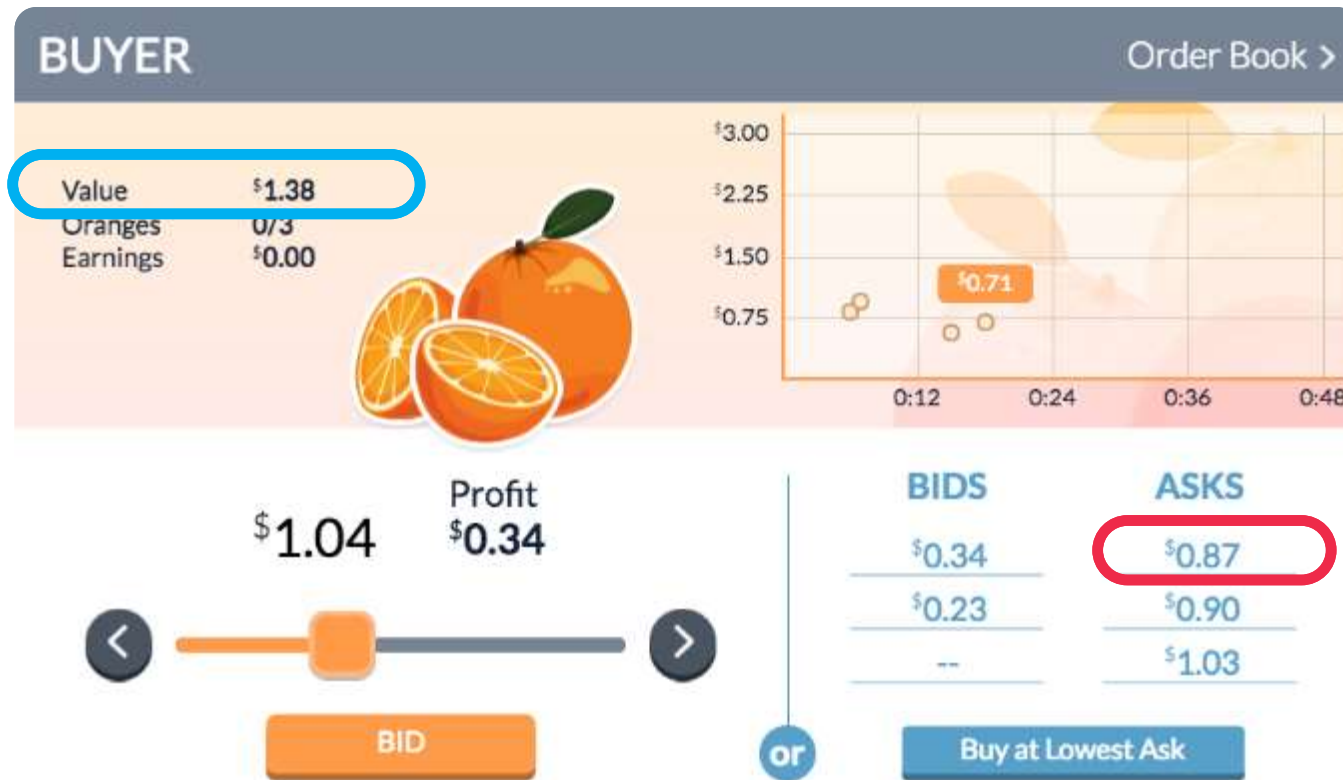 BUYER
Order Book >
Value $1.38
Oranges 0/3
Earnings $0.00
$3.00
$2.25
$1.50
$0.75
$0.71
0:12 0:24 0:36 0:48
Profit
$1.04 $0.34
BID
or
BIDS ASKS
$0.34 $0.87
$0.23 $0.90
-- $1.03
Buy at Lowest Ask